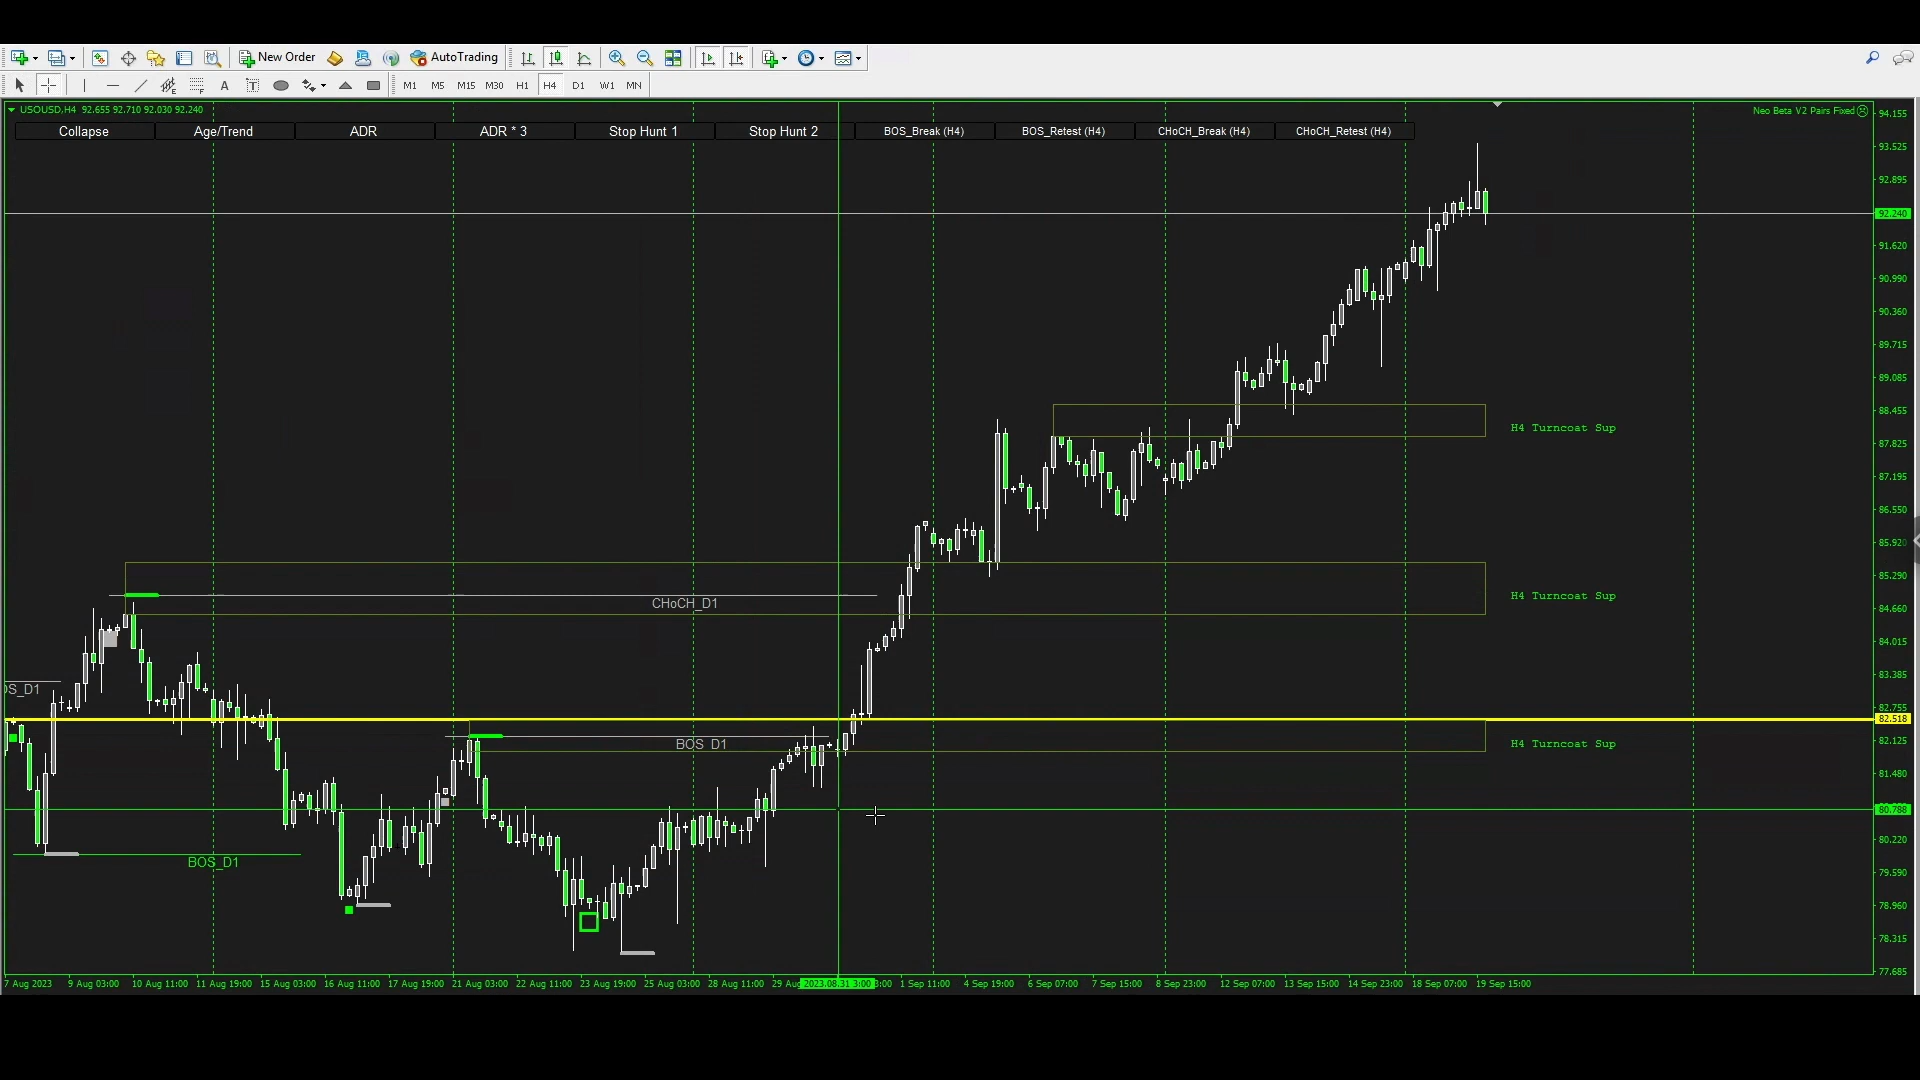 New Order
AutoTrading
A
T
M1 M5 M15 M30 H1 H4 D1 W1 MN
USOUSD,H4 92.655 92.710 92.030 92.240
Neo Beta V2 Pairs Fixed
Collapse Age/Trend ADR ADR * 3 Stop Hunt 1 Stop Hunt 2 BOS_Break (H4) BOS_Retest (H4) CHoCH_Break (H4) CHoCH_Retest (H4)
94.155
93.525
92.895
92.240
91.620
90.990
90.360
89.715
89.085
88.455
H4 Turncoat Sup
87.825
87.195
86.550
85.920
85.290
H4 Turncoat Sup
CHoCH_D1
84.660
84.015
83.385
OS_D1
82.755
82.518
BOS_D1
H4 Turncoat Sup
82.125
81.480
80.788
80.220
BOS_D1
79.590
78.960
78.315
77.685
7 Aug 2023 9 Aug 03:00 10 Aug 11:00 11 Aug 19:00 15 Aug 03:00 16 Aug 11:00 17 Aug 19:00 21 Aug 03:00 22 Aug 11:00 23 Aug 19:00 25 Aug 03:00 28 Aug 11:00 29 Au 2023.08.31 3:00 3:00 1 Sep 11:00 4 Sep 19:00 6 Sep 07:00 7 Sep 15:00 8 Sep 23:00 12 Sep 07:00 13 Sep 15:00 14 Sep 23:00 18 Sep 07:00 19 Sep 15:00